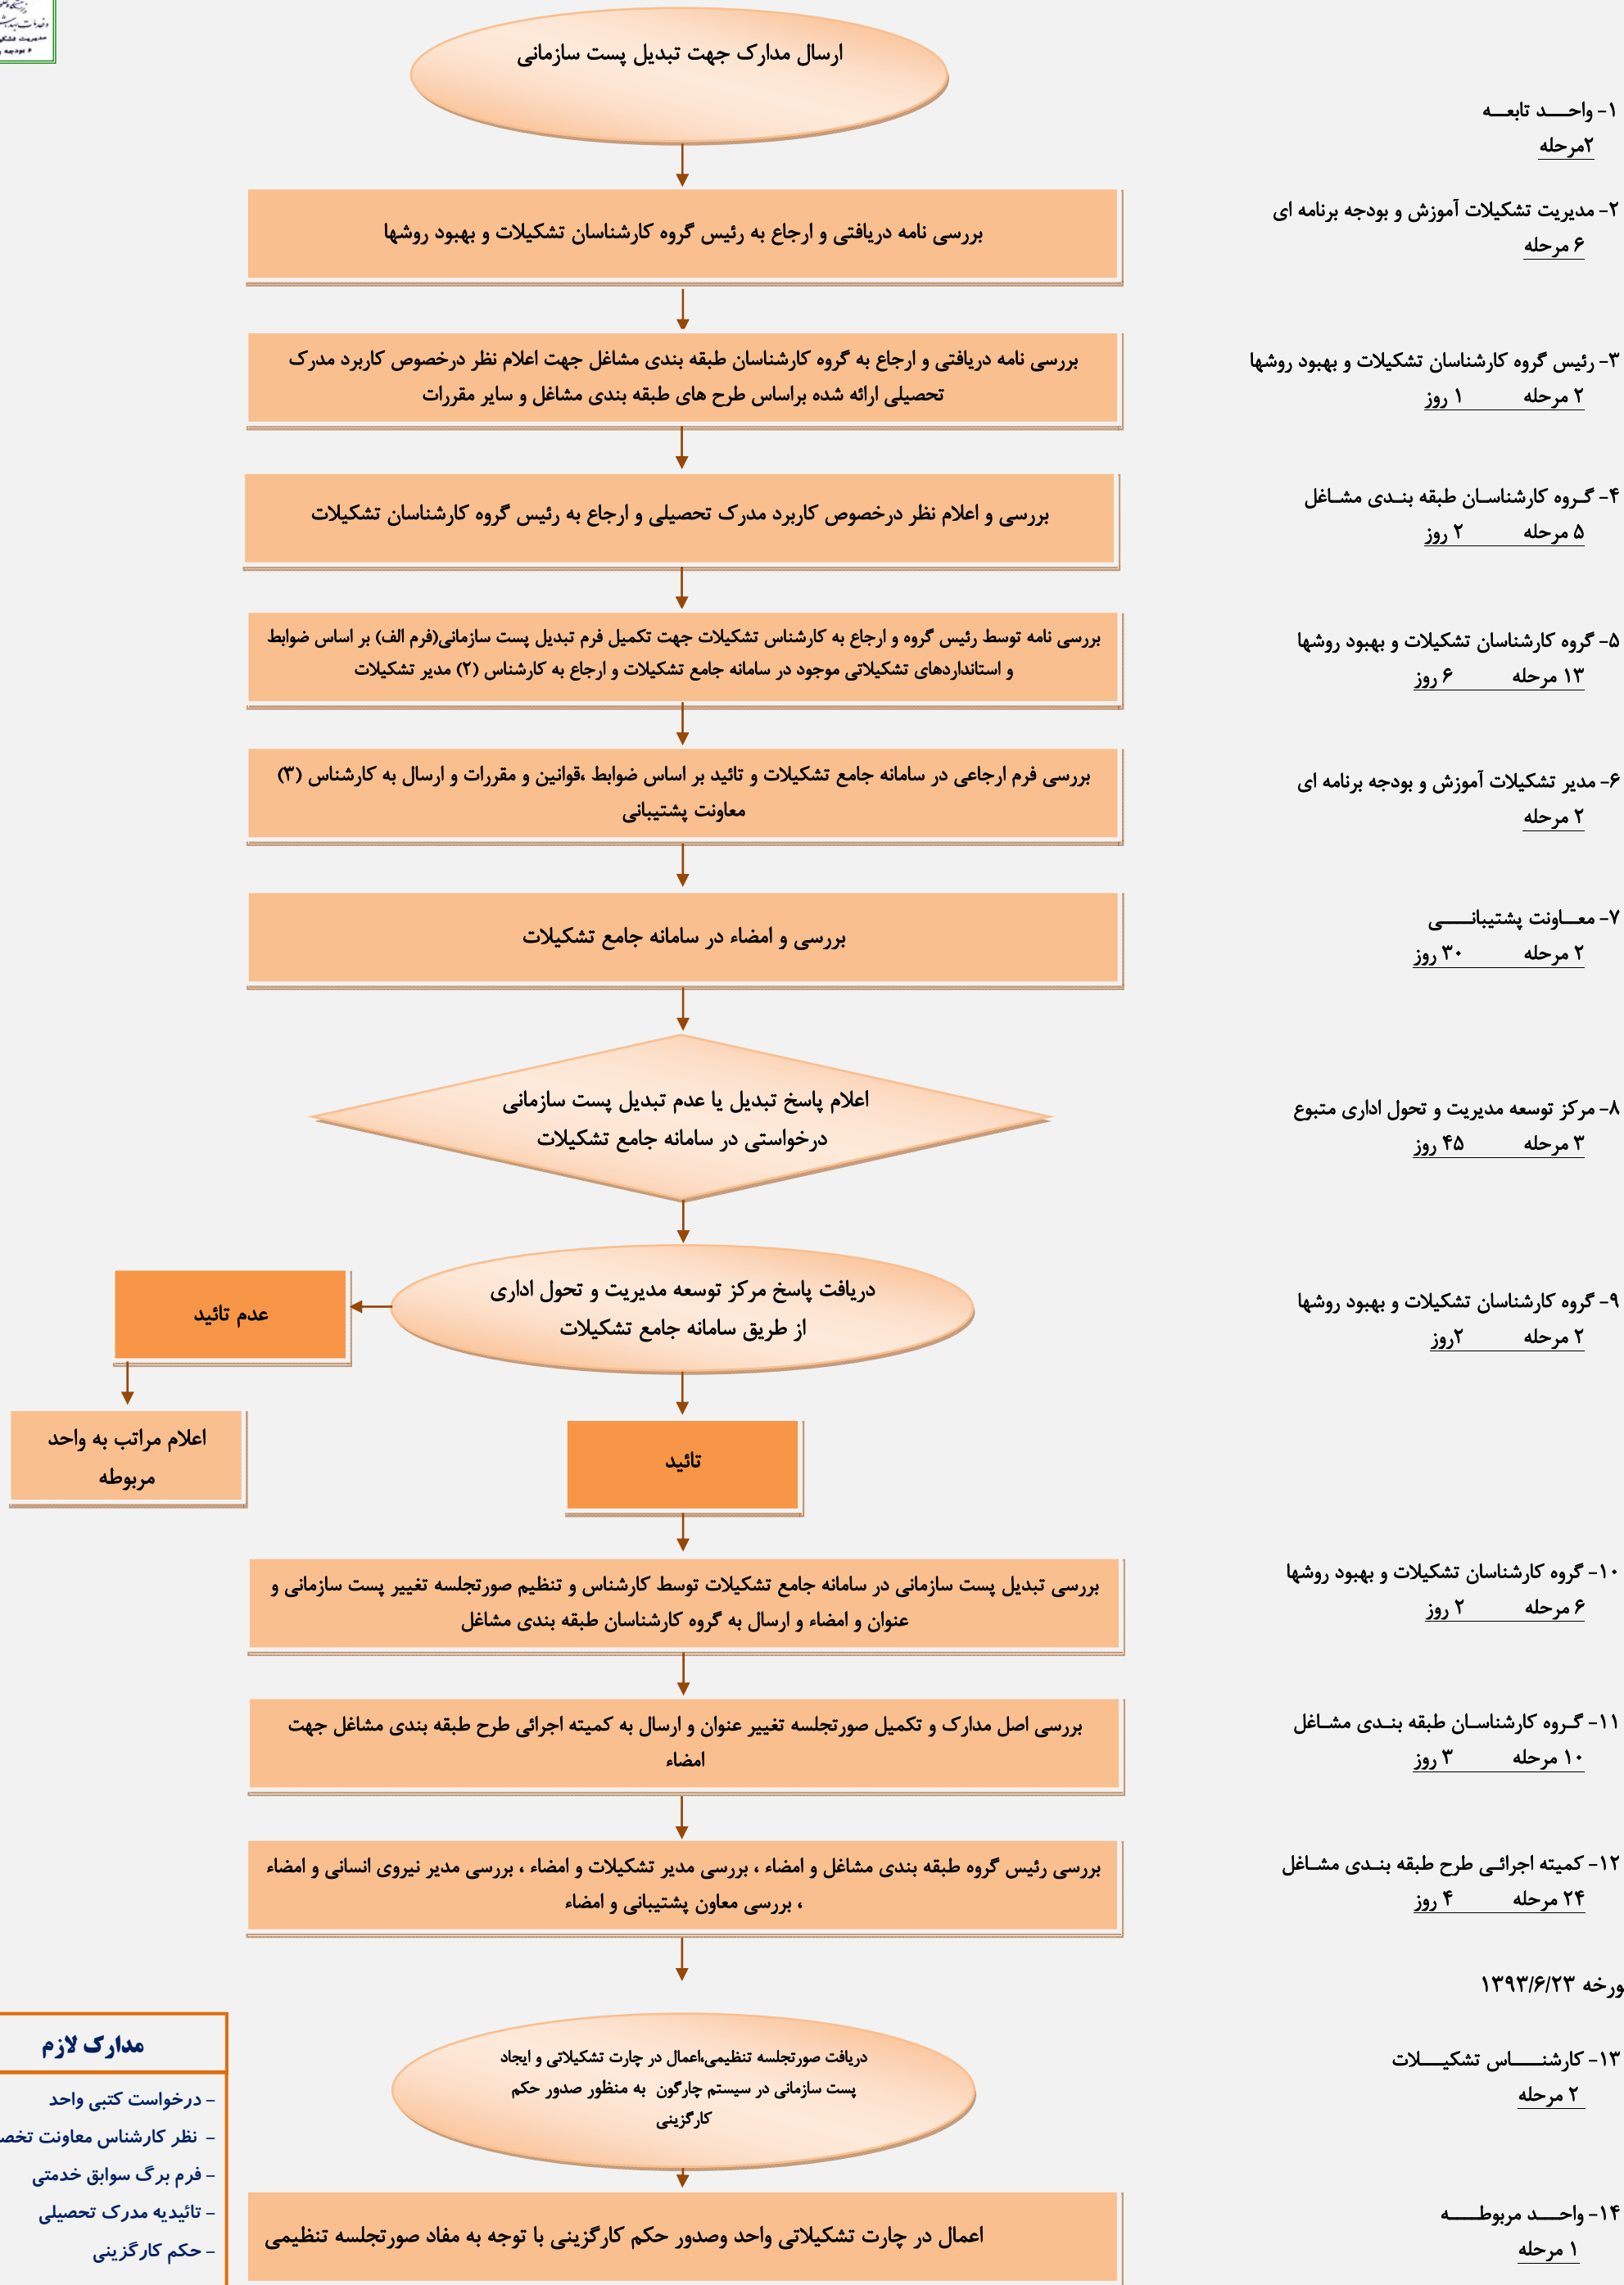 ارسال مدارک جهت تبدیل پست سازمانی
۱- واحـــد تابعــه
۲مرحله
۲- مدیریت تشکیلات آموزش و بودجه برنامه ای
۶ مرحله
بررسی نامه دریافتی و ارجاع به رئیس گروه کارشناسان تشکیلات و بهبود روشها
۳- رئیس گروه کارشناسان تشکیلات و بهبود روشها
۲ مرحله ۱ روز
بررسی نامه دریافتی و ارجاع به گروه کارشناسان طبقه بندی مشاغل جهت اعلام نظر درخصوص کاربرد مدرک
تحصیلی ارائه شده براساس طرح های طبقه بندی مشاغل و سایر مقررات
۴- گـروه کارشناسـان طبقه بنـدی مشـاغل
۵ مرحله ۲ روز
بررسی و اعلام نظر درخصوص کاربرد مدرک تحصیلی و ارجاع به رئیس گروه کارشناسان تشکیلات
۵- گروه کارشناسان تشکیلات و بهبود روشها
۱۳ مرحله ۶ روز
بررسی نامه توسط رئیس گروه و ارجاع به کارشناس تشکیلات جهت تکمیل فرم تبدیل پست سازمانی(فرم الف) بر اساس ضوابط
و استانداردهای تشکیلاتی موجود در سامانه جامع تشکیلات و ارجاع به کارشناس (۲) مدیر تشکیلات
۶- مدیر تشکیلات آموزش و بودجه برنامه ای
۲ مرحله
بررسی فرم ارجاعی در سامانه جامع تشکیلات و تائید بر اساس ضوابط ،قوانین و مقررات و ارسال به کارشناس (۳)
معاونت پشتیبانی
۷- معــاونت پشتیبانـــــی
۲ مرحله ۳۰ روز
بررسی و امضاء در سامانه جامع تشکیلات
۸- مرکز توسعه مدیریت و تحول اداری متبوع
۳ مرحله ۴۵ روز
اعلام پاسخ تبدیل یا عدم تبدیل پست سازمانی
درخواستی در سامانه جامع تشکیلات
۹- گروه کارشناسان تشکیلات و بهبود روشها
۲ مرحله ۲روز
دریافت پاسخ مرکز توسعه مدیریت و تحول اداری
از طریق سامانه جامع تشکیلات
عدم تائید
اعلام مراتب به واحد
مربوطه
تائید
۱۰- گروه کارشناسان تشکیلات و بهبود روشها
۶ مرحله ۲ روز
بررسی تبدیل پست سازمانی در سامانه جامع تشکیلات توسط کارشناس و تنظیم صورتجلسه تغییر پست سازمانی و
عنوان و امضاء و ارسال به گروه کارشناسان طبقه بندی مشاغل
۱۱- گـروه کارشناسـان طبقه بنـدی مشـاغل
۱۰ مرحله ۳ روز
بررسی اصل مدارک و تکمیل صورتجلسه تغییر عنوان و ارسال به کمیته اجرائی طرح طبقه بندی مشاغل جهت
امضاء
۱۲- کمیته اجرائـی طرح طبقه بنـدی مشـاغل
۲۴ مرحله ۴ روز
بررسی رئیس گروه طبقه بندی مشاغل و امضاء ، بررسی مدیر تشکیلات و امضاء ، بررسی مدیر نیروی انسانی و امضاء
، بررسی معاون پشتیبانی و امضاء
ورخه ۱۳۹۳/۶/۲۳
۱۳- کارشنـــــاس تشکیـــلات
۲ مرحله
دریافت صورتجلسه تنظیمی،اعمال در چارت تشکیلاتی و ایجاد
پست سازمانی در سیستم چارگون به منظور صدور حکم
کارگزینی
۱۴- واحـــد مربوطــــه
۱ مرحله
اعمال در چارت تشکیلاتی واحد وصدور حکم کارگزینی با توجه به مفاد صورتجلسه تنظیمی
مدارک لازم
- درخواست کتبی واحد
- نظر کارشناس معاونت تخص
- فرم برگ سوابق خدمتی
- تائیدیه مدرک تحصیلی
- حکم کارگزینی